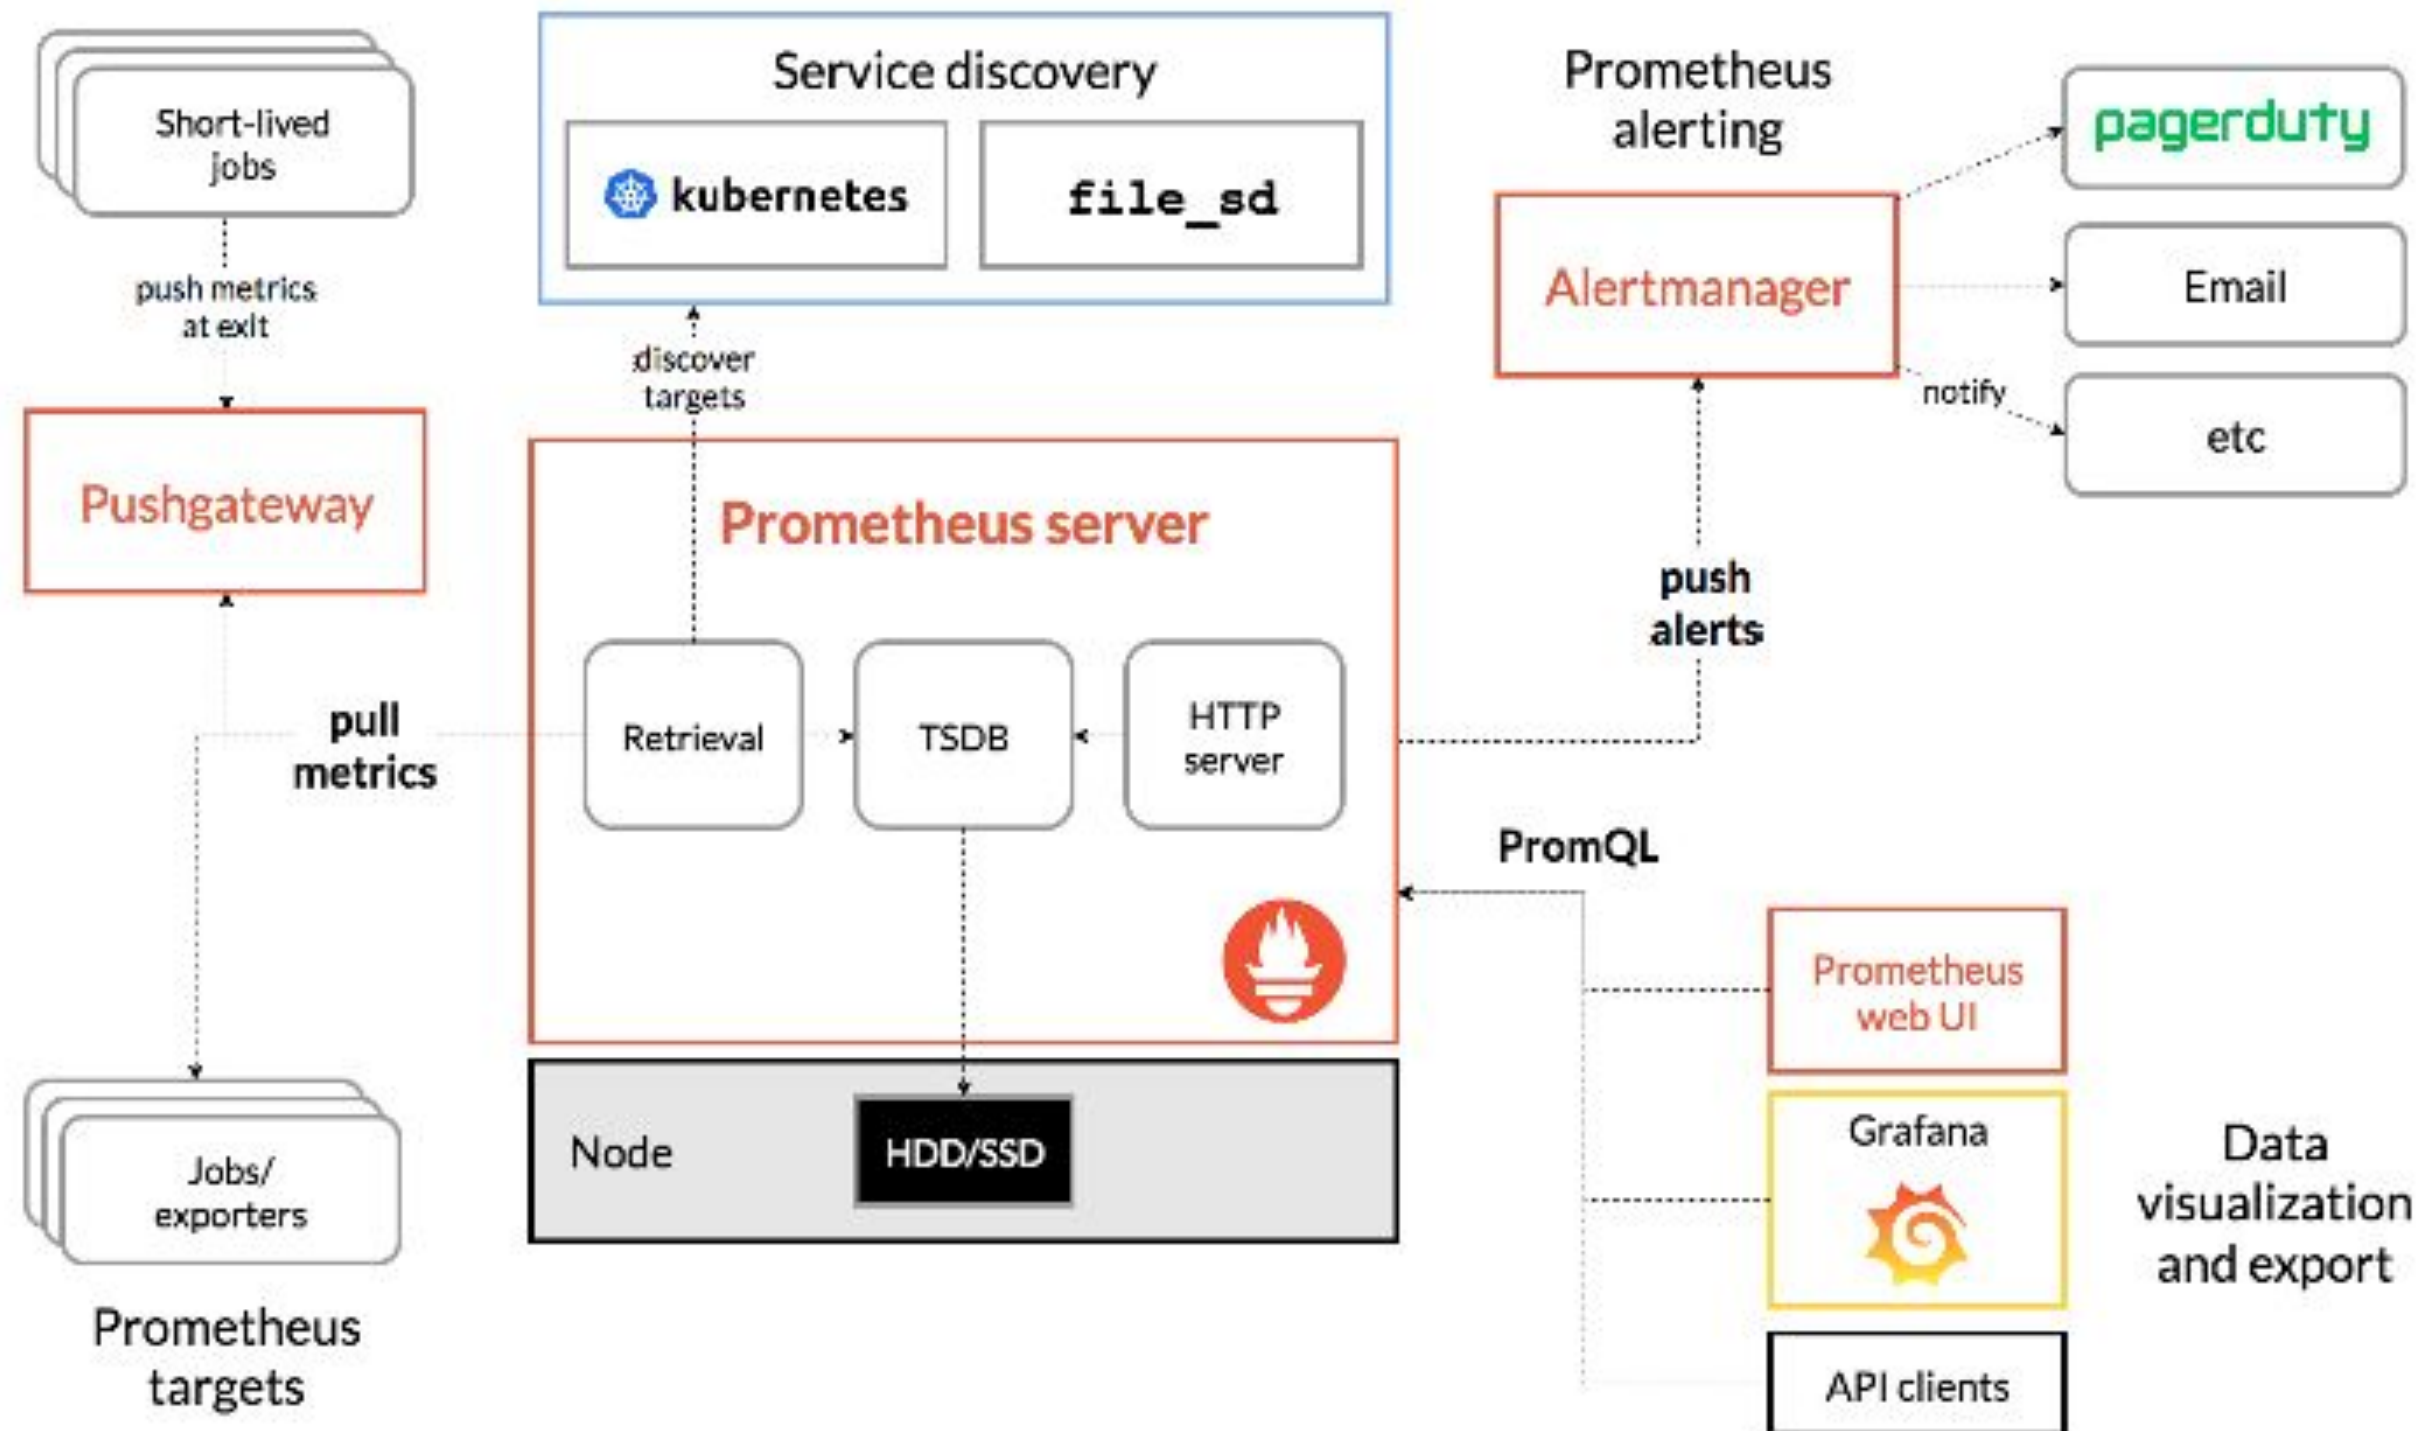 Short-lived
jobs
push metrics
at exit
Pushgateway
pull
metrics
Jobs/
exporters
Prometheus
targets
Service discovery
kubernetes
file_sd
discover
targets
Prometheus server
Retrieval
TSDB
HTTP
server
Node
HDD/SSD
Prometheus
alerting
Alertmanager
pagerduty
Email
etc
notify
push
alerts
PromQL
Prometheus
web UI
Grafana
API clients
Data
visualization
and export